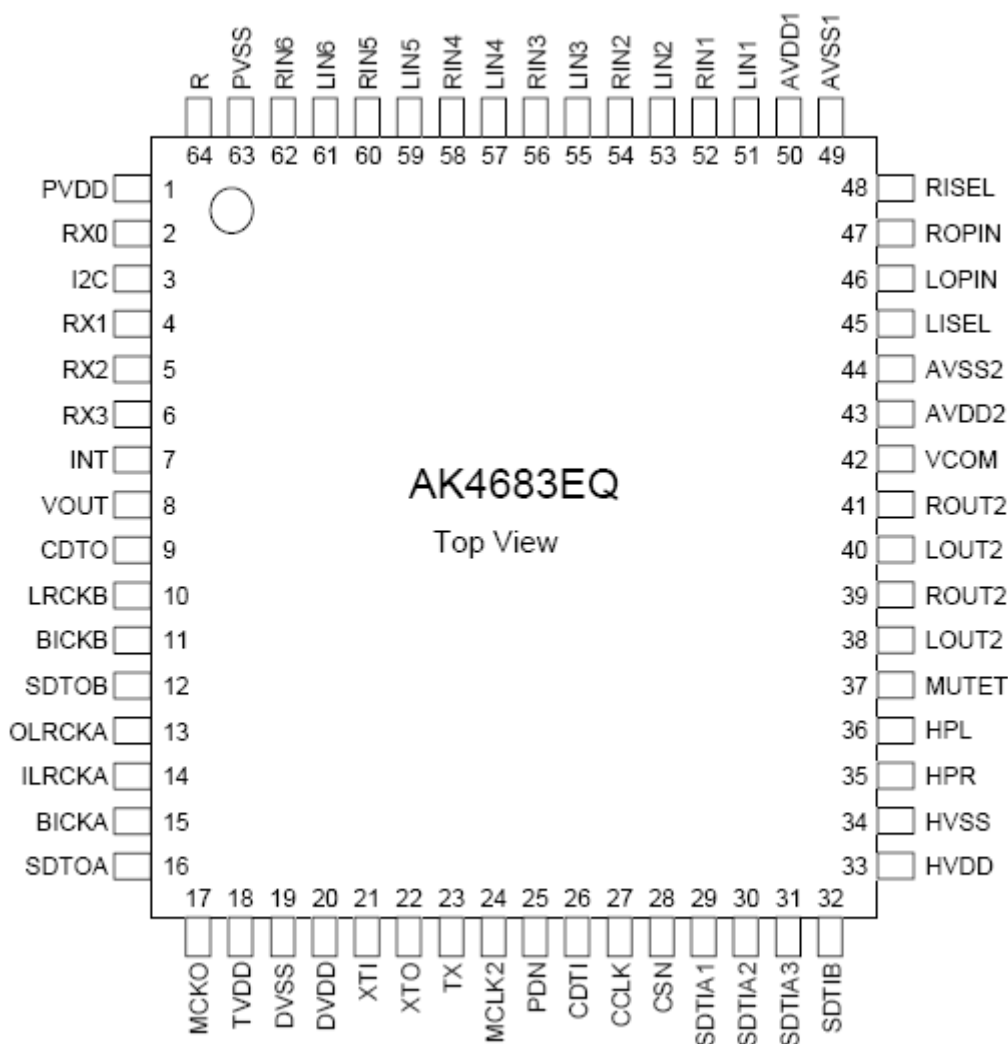 R PVSS RIN6 LIN6 RIN5 LIN5 RIN4 LIN4 RIN3 LIN3 RIN2 LIN2 RIN1 LIN1 AVDD1 AVSS1
64 63 62 61 60 59 58 57 56 55 54 53 52 51 50 49
PVDD 1 48 RISEL
RX0 2 47 ROPIN
I2C 3 46 LOPIN
RX1 4 45 LISEL
RX2 5 44 AVSS2
RX3 6 43 AVDD2
INT 7 42 VCOM
VOUT 8 41 ROUT2
CDTO 9 40 LOUT2
LRCKB 10 39 ROUT2
BICKB 11 38 LOUT2
SDTOB 12 37 MUTET
OLRCKA 13 36 HPL
ILRCKA 14 35 HPR
BICKA 15 34 HVSS
SDTOA 16 33 HVDD
AK4683EQ
Top View
17 18 19 20 21 22 23 24 25 26 27 28 29 30 31 32
MCKO TVDD DVSS DVDD XTI XTO TX MCLK2 PDN CDTI CCLK CSN SDTIA1 SDTIA2 SDTIA3 SDTIB